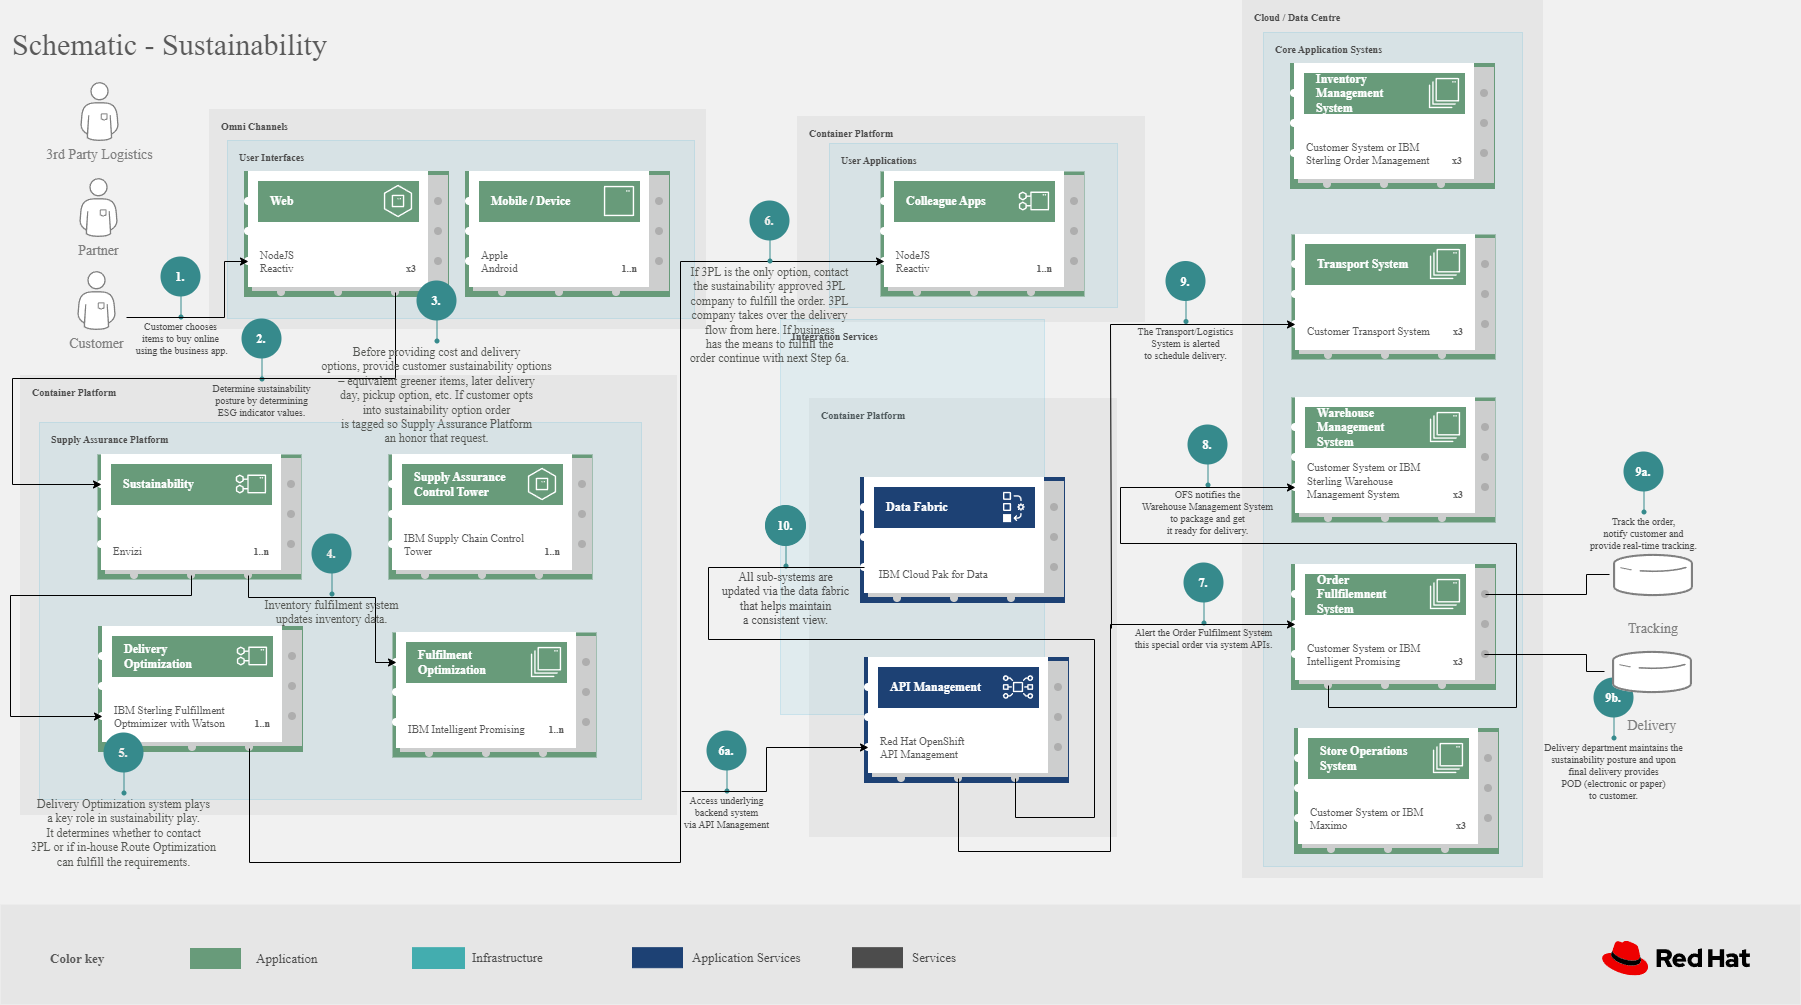 Schematic - Sustainability
3rd Party Logistics
Partner
Customer
1.
Customer chooses
items to buy online
using the business app.
Omni Channels
User Interfaces
Web
NodeJS
Reactiv
x3
Mobile / Device
Apple
Android
1..n
2.
Determine sustainability
posture by determining
ESG indicator values.
3.
Before providing cost and delivery
options, provide customer sustainability options
– equivalent greener items, later delivery
day, pickup option, etc. If customer opts
into sustainability option order
is tagged so Supply Assurance Platform
an honor that request.
Container Platform
Supply Assurance Platform
Sustainability
Envizi
1..n
Supply Assurance
Control Tower
IBM Supply Chain Control
Tower
1..n
4.
Inventory fulfilment system
updates inventory data.
Delivery
Optimization
IBM Sterling Fulfillment
Optmimizer with Watson
1..n
Fulfilment
Optimization
IBM Intelligent Promising
1..n
5.
Delivery Optimization system plays
a key role in sustainability play.
It determines whether to contact
3PL or if in-house Route Optimization
can fulfill the requirements.
6.
If 3PL is the only option, contact
the sustainability approved 3PL
company to fulfill the order. 3PL
company takes over the delivery
flow from here. If business
has the means to fulfill the
order continue with next Step 6a.
Container Platform
User Applications
Colleague Apps
NodeJS
Reactiv
1..n
Integration Services
Container Platform
Data Fabric
IBM Cloud Pak for Data
10.
All sub-systems are
updated via the data fabric
that helps maintain
a consistent view.
API Management
Red Hat OpenShift
API Management
6a.
Access underlying
backend system
via API Management
9.
The Transport/Logistics
System is alerted
to schedule delivery.
8.
OFS notifies the
Warehouse Management System
to package and get
it ready for delivery.
7.
Alert the Order Fulfilment System
this special order via system APIs.
Cloud / Data Centre
Core Application Systens
Inventory
Management
System
Customer System or IBM
Sterling Order Management
x3
Transport System
Customer Transport System
x3
Warehouse
Management
System
Customer System or IBM
Sterling Warehouse
Management System
x3
Order
Fullfilemnent
System
Customer System or IBM
Intelligent Promising
x3
Store Operations
System
Customer System or IBM
Maximo
x3
9a.
Track the order,
notify customer and
provide real-time tracking.
Tracking
9b.
Delivery
Delivery department maintains the
sustainability posture and upon
final delivery provides
POD (electronic or paper)
to customer.
Color key
Application
Infrastructure
Application Services
Services
Red Hat